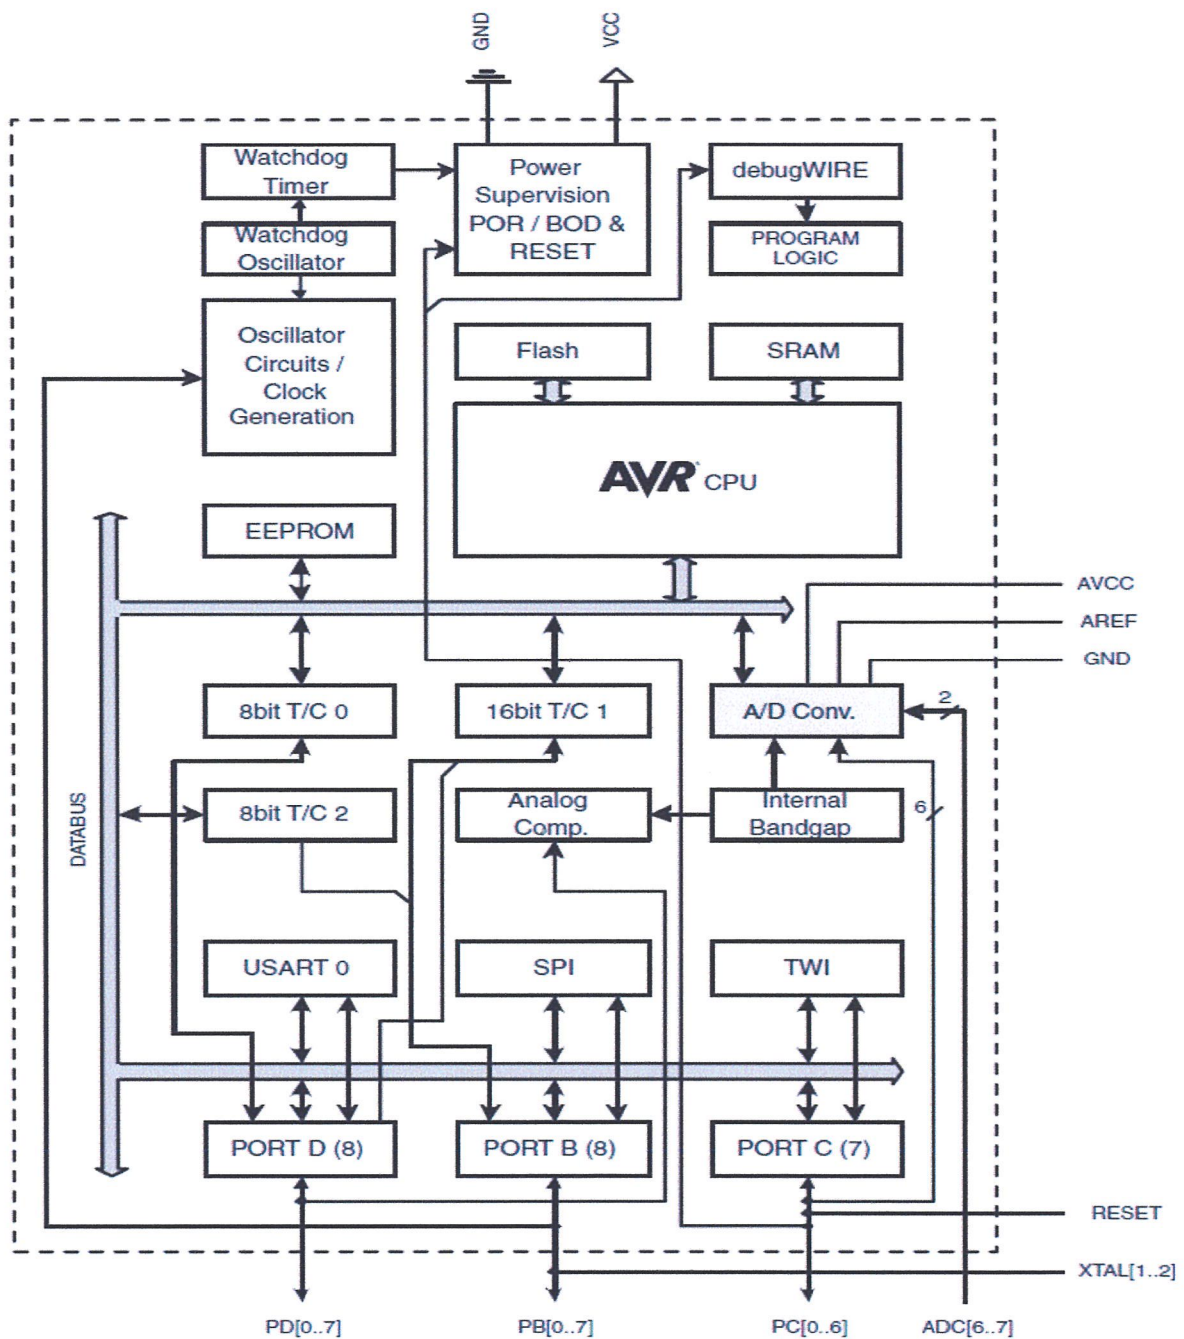 GND
VCC
Watchdog
Timer
Power
Supervision
POR / BOD &
RESET
debugWIRE
Watchdog
Oscillator
PROGRAM
LOGIC
Oscillator
Circuits /
Clock
Generation
Flash
SRAM
AVR CPU
EEPROM
AVCC
AREF
GND
8bit T/C 0
16bit T/C 1
A/D Conv.
2
DATABUS
8bit T/C 2
Analog
Comp.
Internal
Bandgap
6
USART 0
SPI
TWI
PORT D (8)
PORT B (8)
PORT C (7)
RESET
XTAL[1..2]
PD[0..7]
PB[0..7]
PC[0..6]
ADC[6..7]